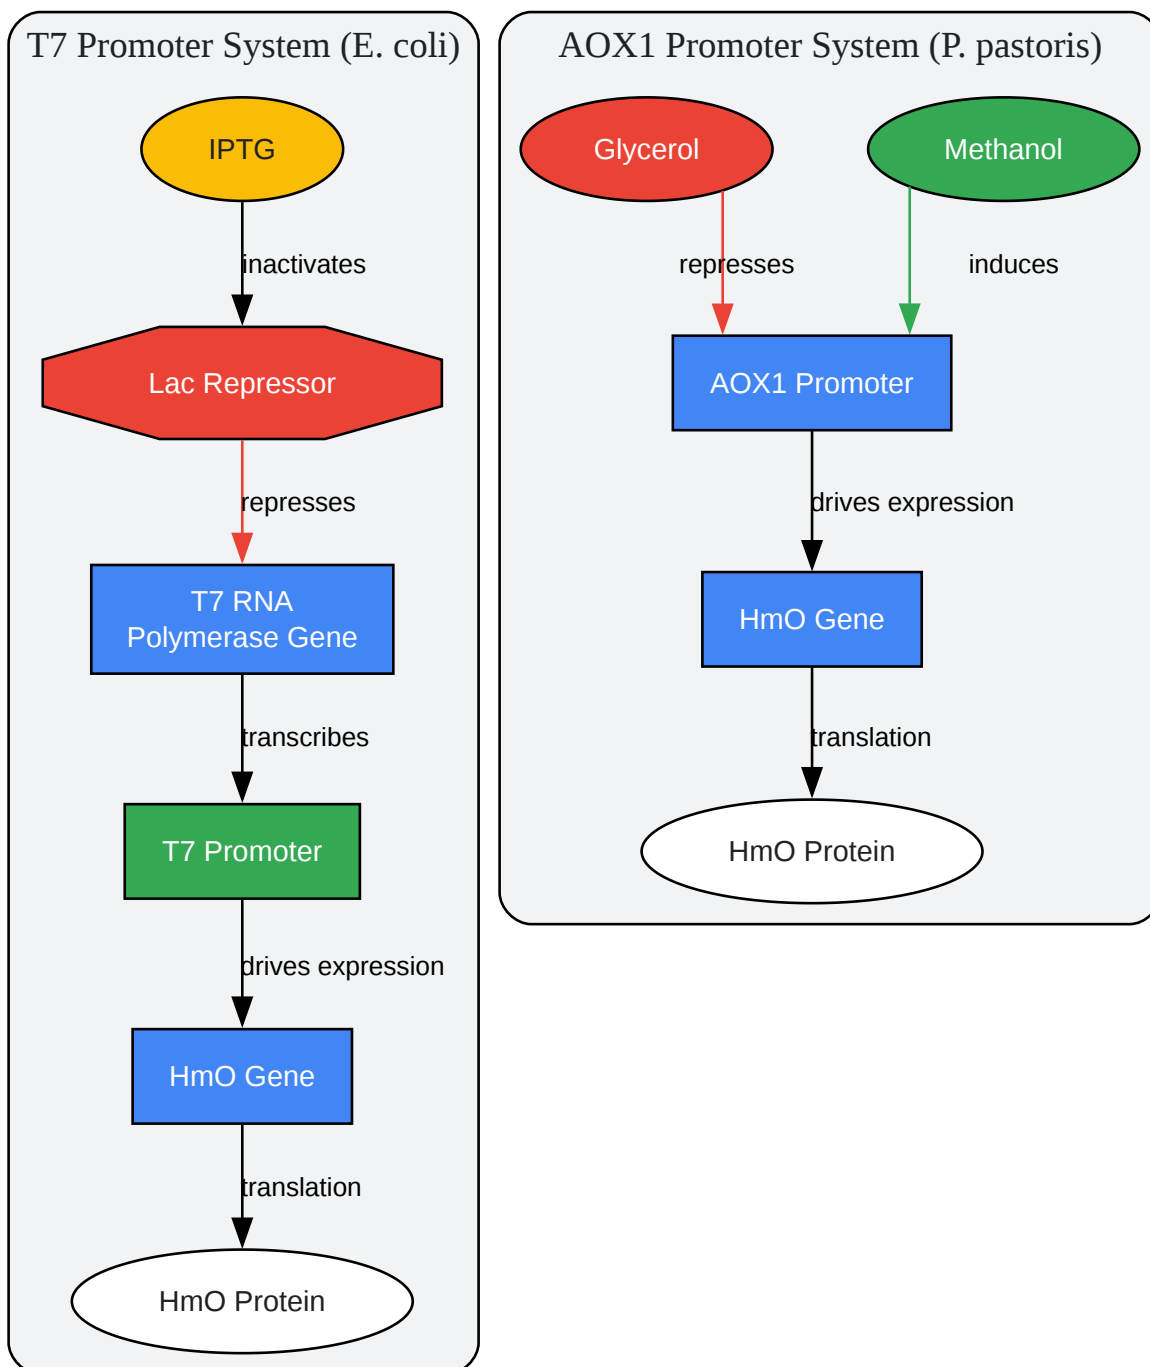 T7 Promoter System (E. coli)
IPTG
inactivates
Lac Repressor
represses
T7 RNA
Polymerase Gene
transcribes
T7 Promoter
drives expression
HmO Gene
translation
HmO Protein
AOX1 Promoter System (P. pastoris)
Glycerol
Methanol
represses
induces
AOX1 Promoter
drives expression
HmO Gene
translation
HmO Protein